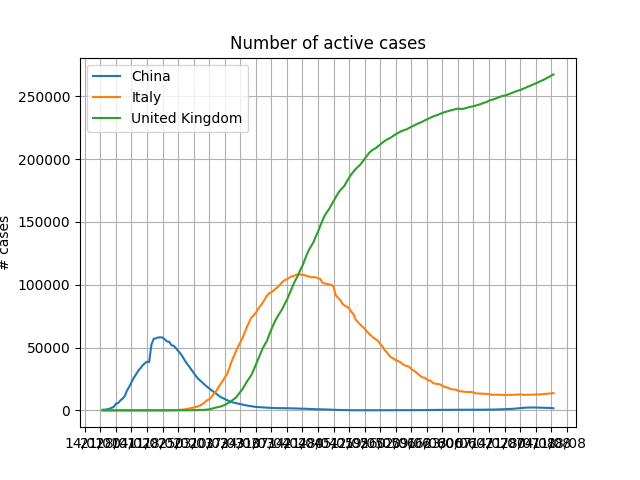 Number of active cases
China
Italy
United Kingdom
# cases
250000
200000
150000
100000
50000
0